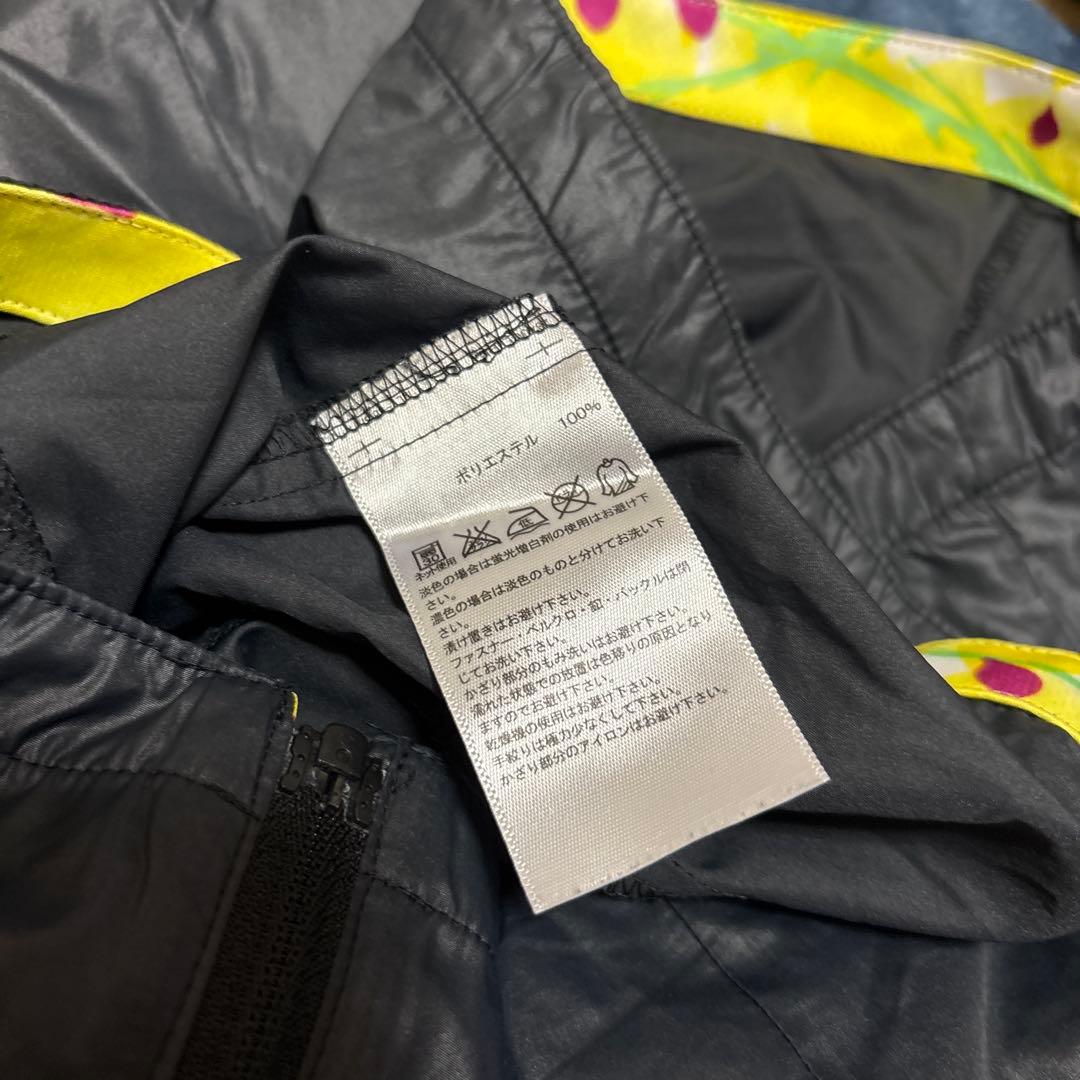 ポリエステル 100%
30
低
ネット使用
淡色の場合は蛍光増白剤の使用はお避け下
さい。
濃色の場合は淡色のものと分けてお洗い下
さい。
漬け置きはお避け下さい。
ファスナー・ベルクロ・釦・バックルは閉
じてお洗い下さい。
かざり部分のもみ洗いはお避け下さい。
濡れた状態での放置は色移りの原因となり
ますのでお避け下さい。
乾燥機の使用はお避け下さい。
手絞りは極力少なくして下さい。
かざり部分のアイロンはお避け下さい。